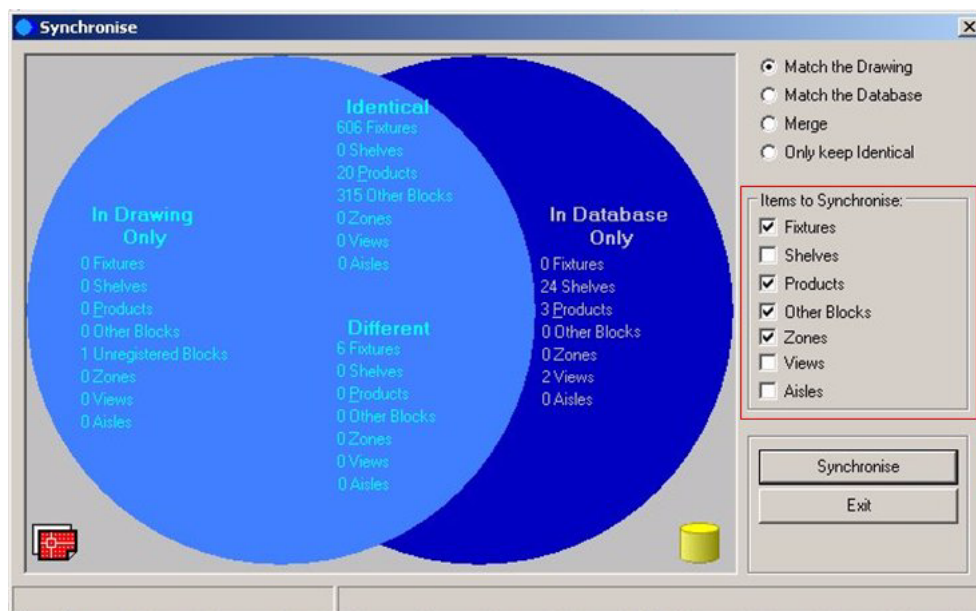 Synchronise
Identical
606 Fixtures
0 Shelves
20 Products
315 Other Blocks
0 Zones
0 Views
0 Aisles
In Drawing
Only
0 Fixtures
0 Shelves
0 Products
0 Other Blocks
1 Unregistered Blocks
0 Zones
0 Views
0 Aisles
Different
6 Fixtures
0 Shelves
0 Products
0 Other Blocks
0 Zones
0 Views
0 Aisles
In Database
Only
0 Fixtures
24 Shelves
3 Products
0 Other Blocks
0 Zones
2 Views
0 Aisles
Match the Drawing
Match the Database
Merge
Only keep Identical
Items to Synchronise:
Fixtures
Shelves
Products
Other Blocks
Zones
Views
Aisles
Synchronise
Exit